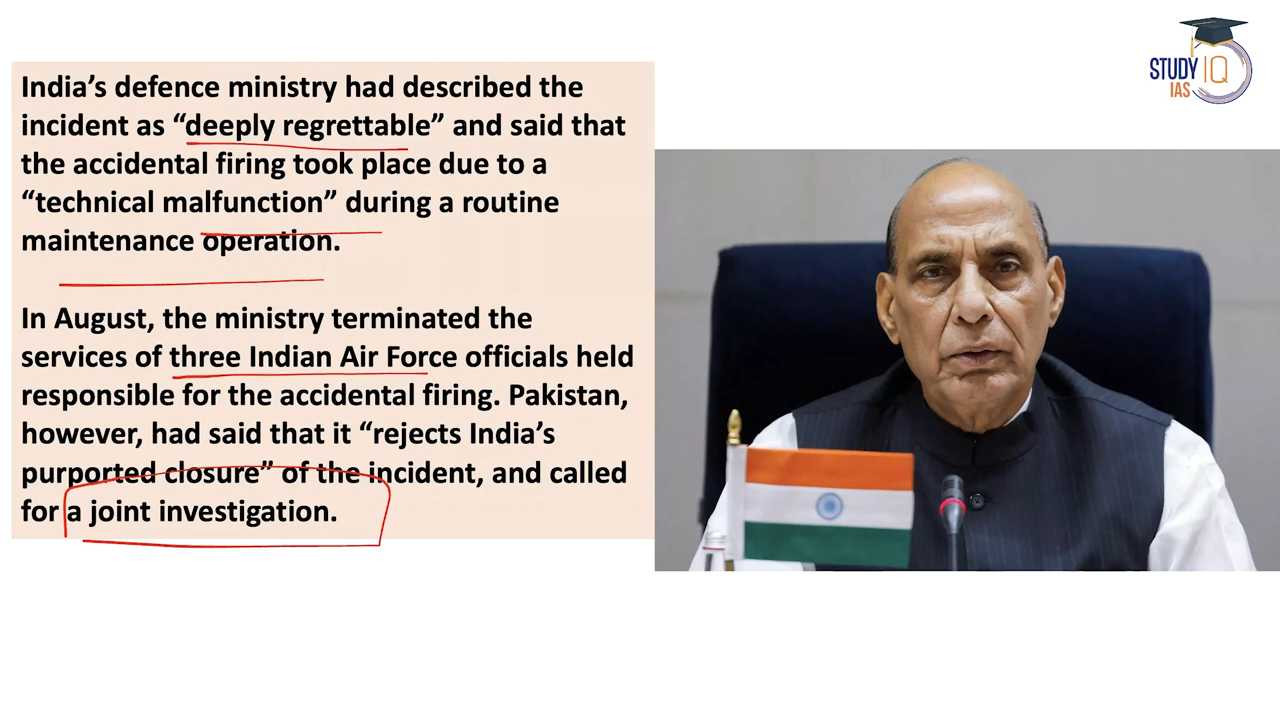 India’s defence ministry had described the
incident as “deeply regrettable” and said that
the accidental firing took place due to a
“technical malfunction” during a routine
maintenance operation.
In August, the ministry terminated the
services of three Indian Air Force officials held
responsible for the accidental firing. Pakistan,
however, had said that it “rejects India’s
purported closure” of the incident, and called
for a joint investigation.
STUDY IQ
IAS